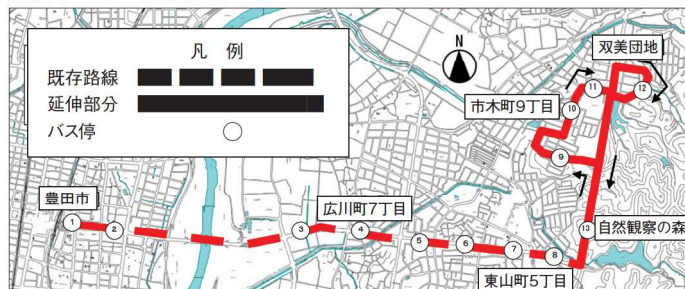 凡 例
既存路線
延伸部分
バス停
N
双美団地
市木町9丁目
豊田市
広川町7丁目
自然観察の森
東山町5丁目
1
2
3
4
5
6
7
8
9
10
11
12
13